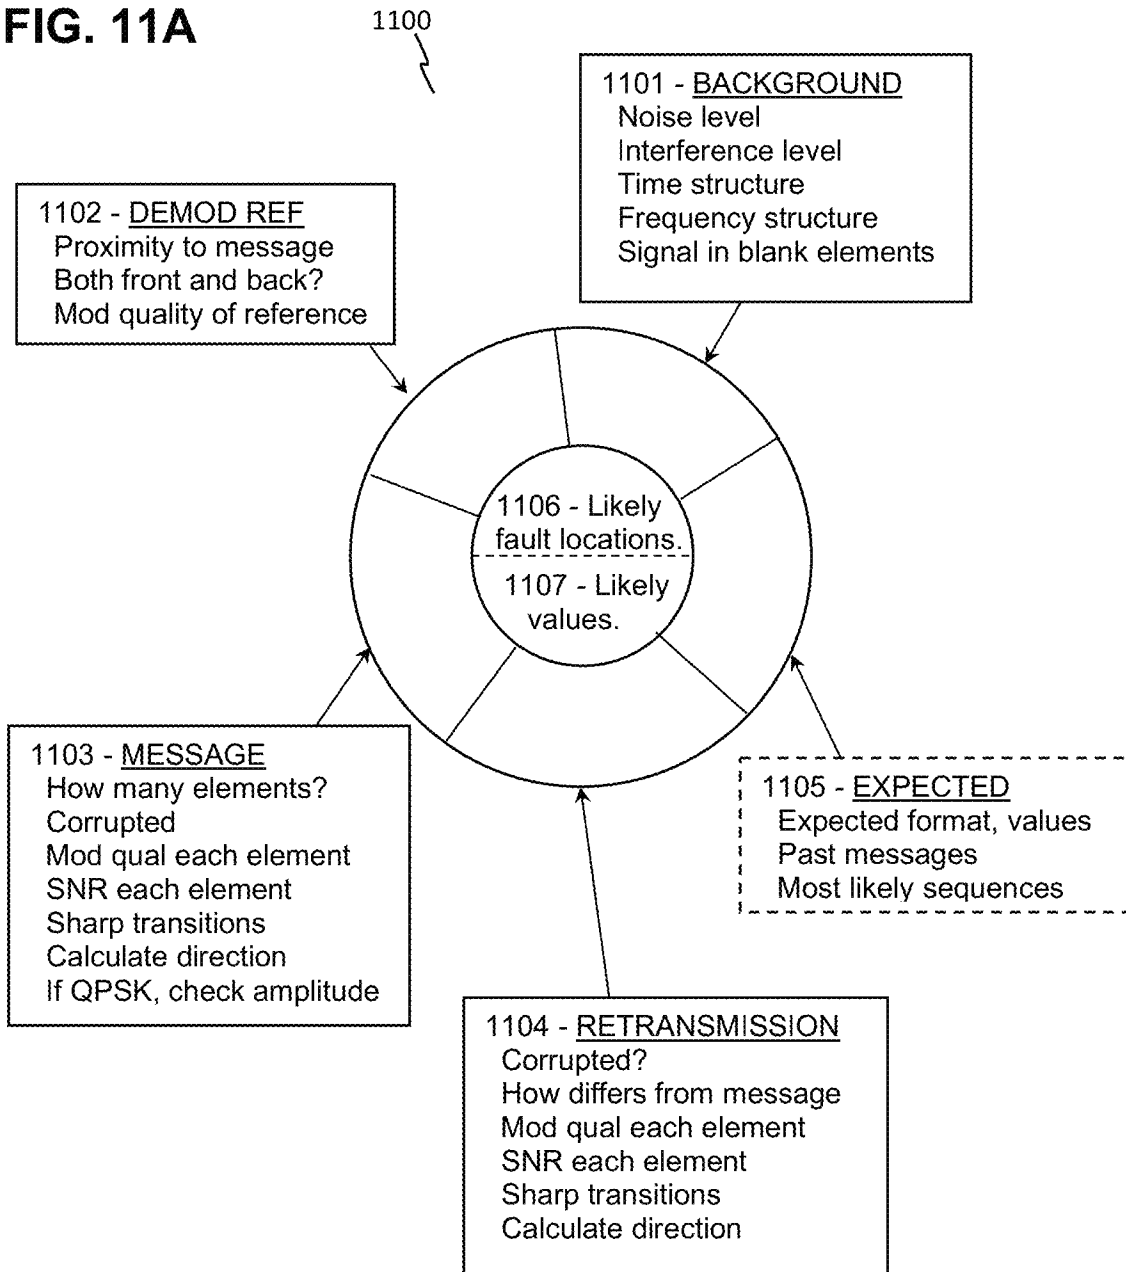 FIG. 11A
1100
1101 - BACKGROUND
Noise level
Interference level
Time structure
Frequency structure
Signal in blank elements
1102 - DEMOD REF
Proximity to message
Both front and back?
Mod quality of reference
1106 - Likely
fault locations.
1107 - Likely
values.
1103 - MESSAGE
How many elements?
Corrupted
Mod qual each element
SNR each element
Sharp transitions
Calculate direction
If QPSK, check amplitude
1105 - EXPECTED
Expected format, values
Past messages
Most likely sequences
1104 - RETRANSMISSION
Corrupted?
How differs from message
Mod qual each element
SNR each element
Sharp transitions
Calculate direction